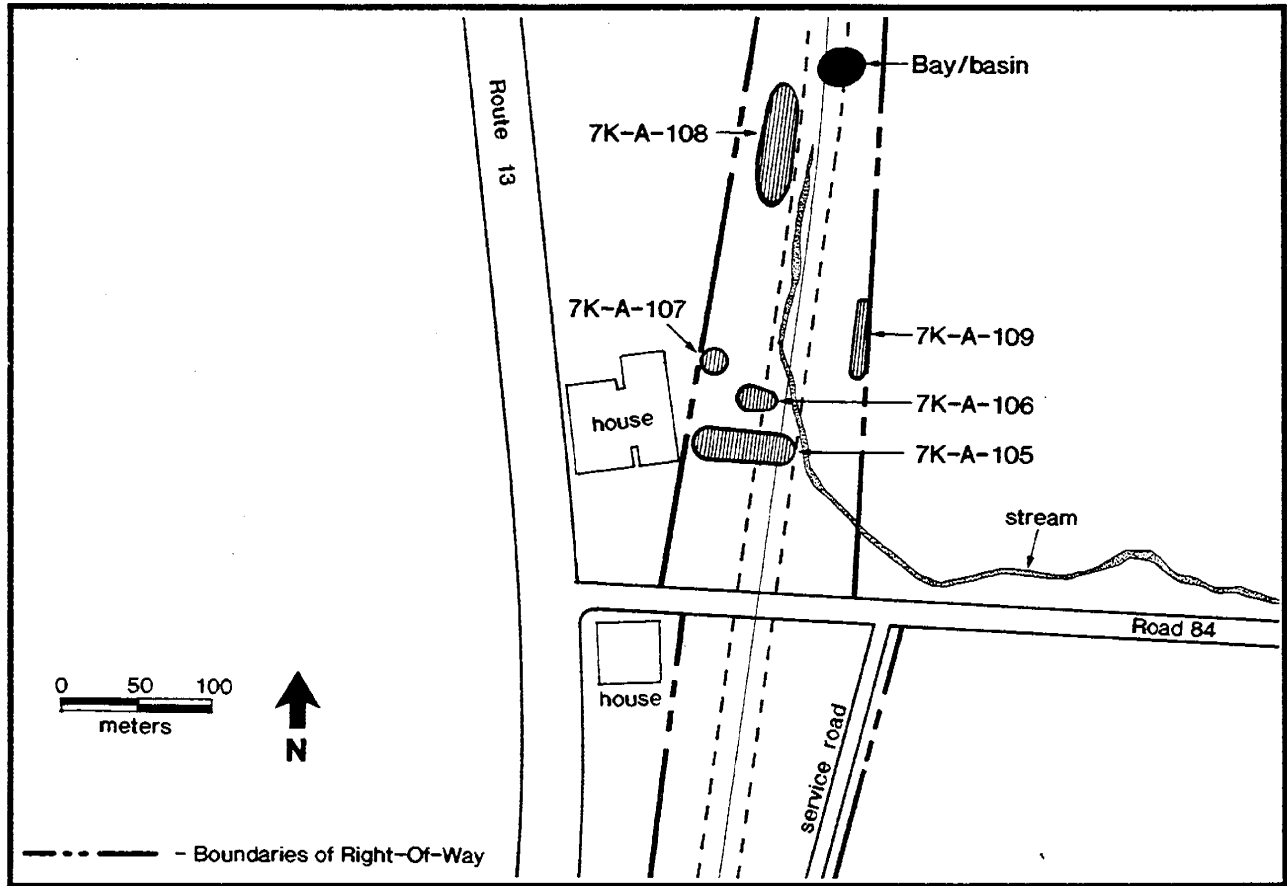 Bay/basin
Route 13
7K-A-108
7K-A-107
7K-A-109
house
7K-A-106
7K-A-105
stream
Road 84
house
0 50 100
meters
N
service road
- Boundaries of Right-Of-Way